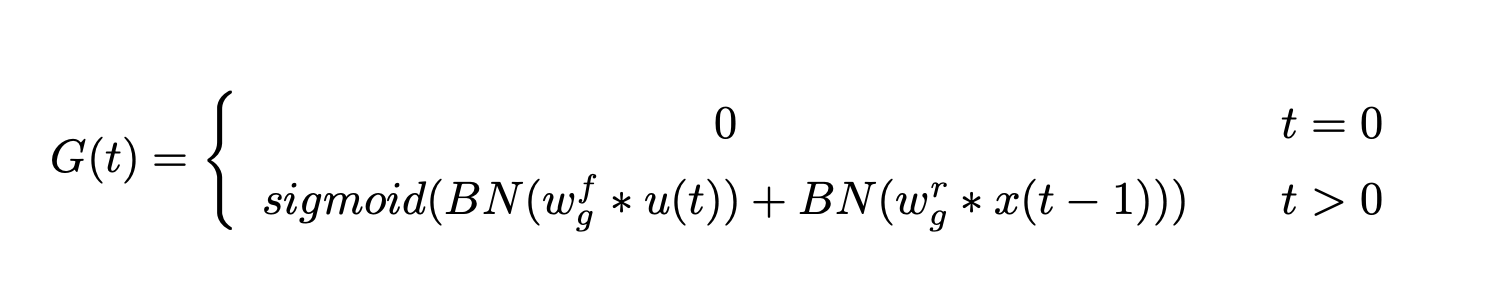 G(t) = { 0 t = 0
sigmoid(BN(w_g^f * u(t)) + BN(w_g^r * x(t − 1))) t > 0